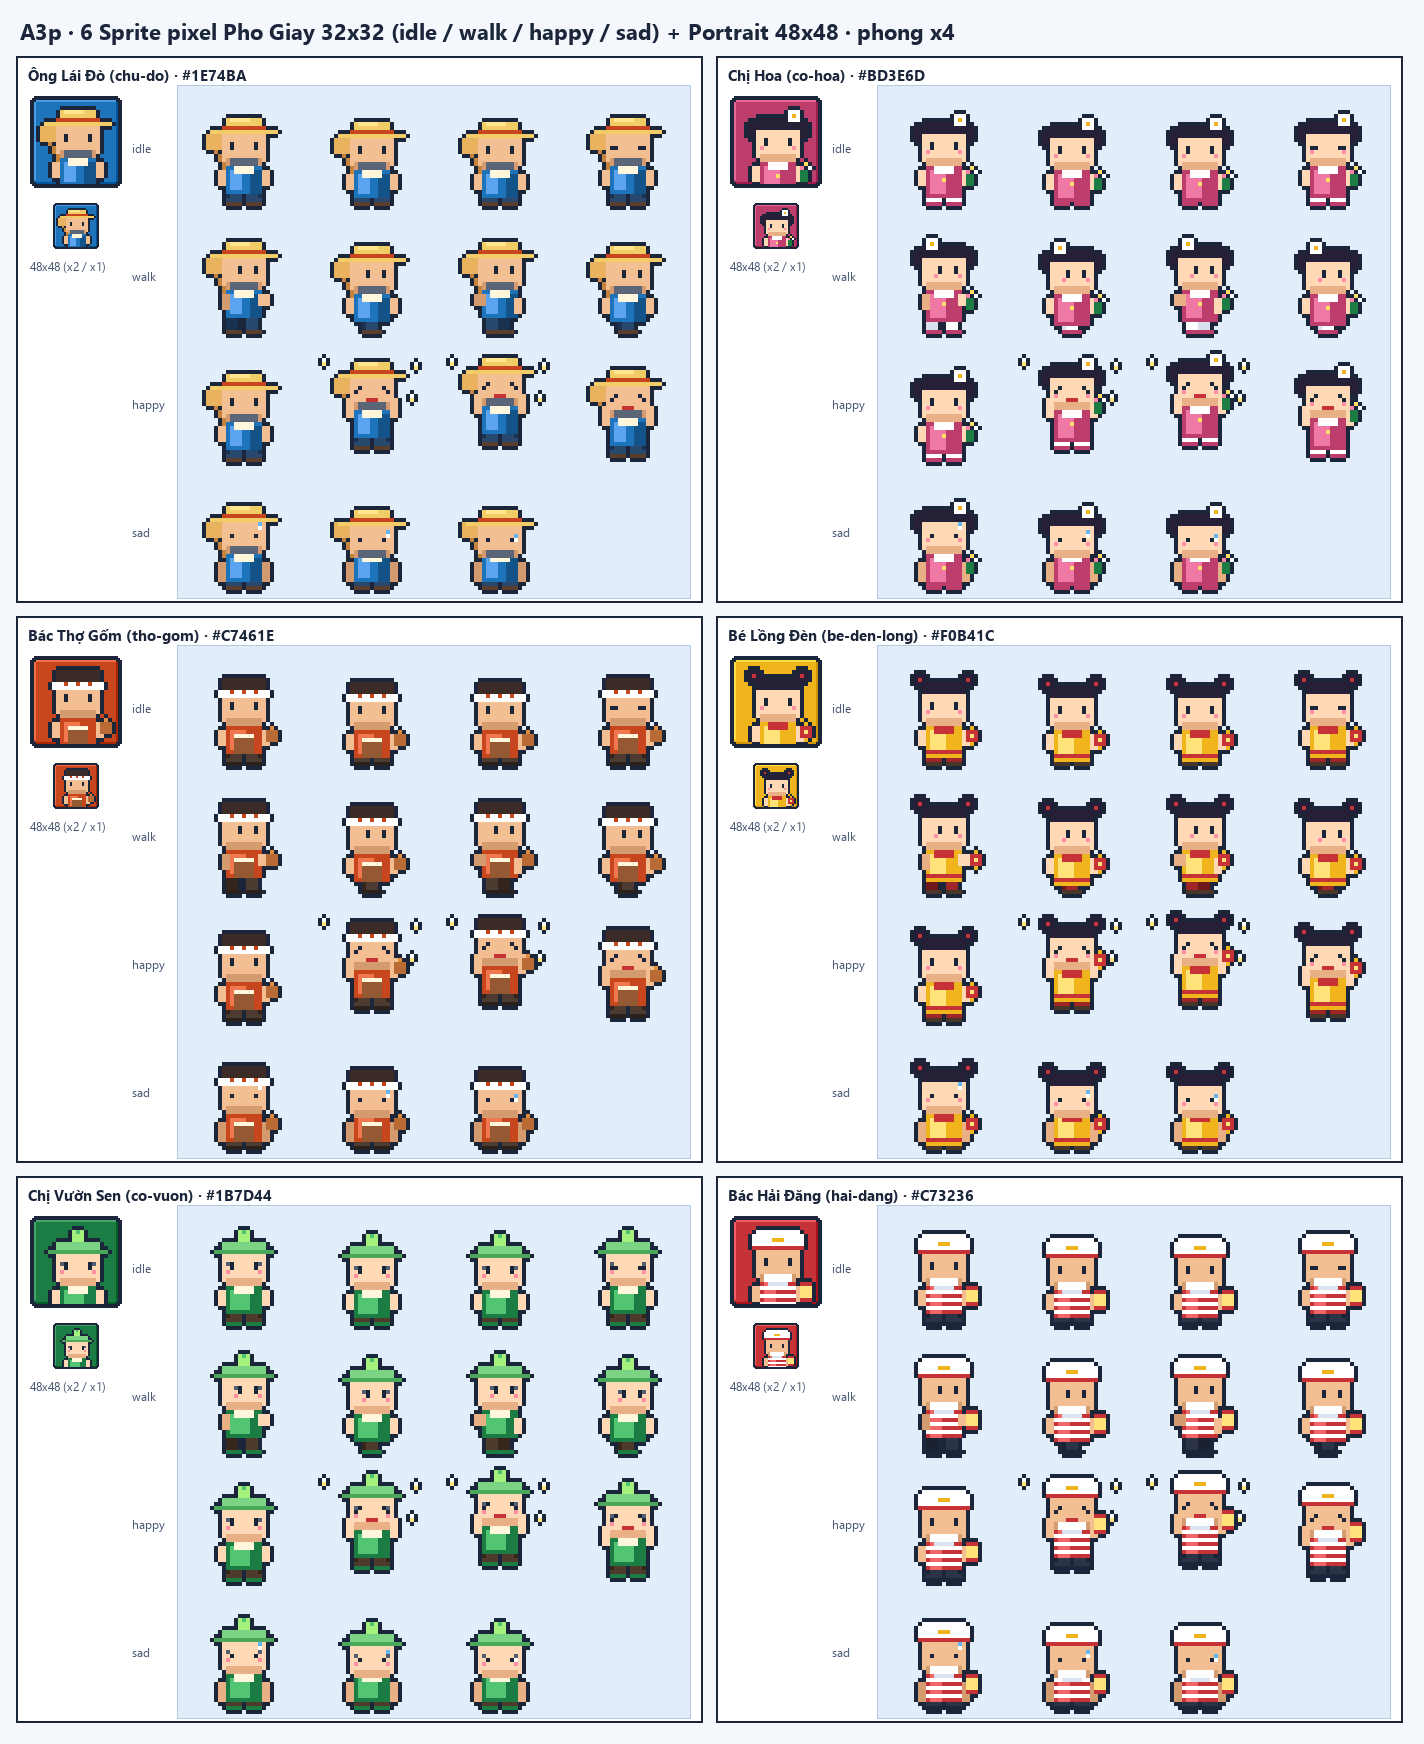 A3p · 6 Sprite pixel Pho Giay 32x32 (idle / walk / happy / sad) + Portrait 48x48 · phong x4
Ông Lái Đò (chu-do) · #1E74BA
idle
48x48 (x2 / x1)
walk
happy
sad
Chị Hoa (co-hoa) · #BD3E6D
idle
48x48 (x2 / x1)
walk
happy
sad
Bác Thợ Gốm (tho-gom) · #C7461E
idle
48x48 (x2 / x1)
walk
happy
sad
Bé Lồng Đèn (be-den-long) · #F0B41C
idle
48x48 (x2 / x1)
walk
happy
sad
Chị Vườn Sen (co-vuon) · #1B7D44
idle
48x48 (x2 / x1)
walk
happy
sad
Bác Hải Đăng (hai-dang) · #C73236
idle
48x48 (x2 / x1)
walk
happy
sad